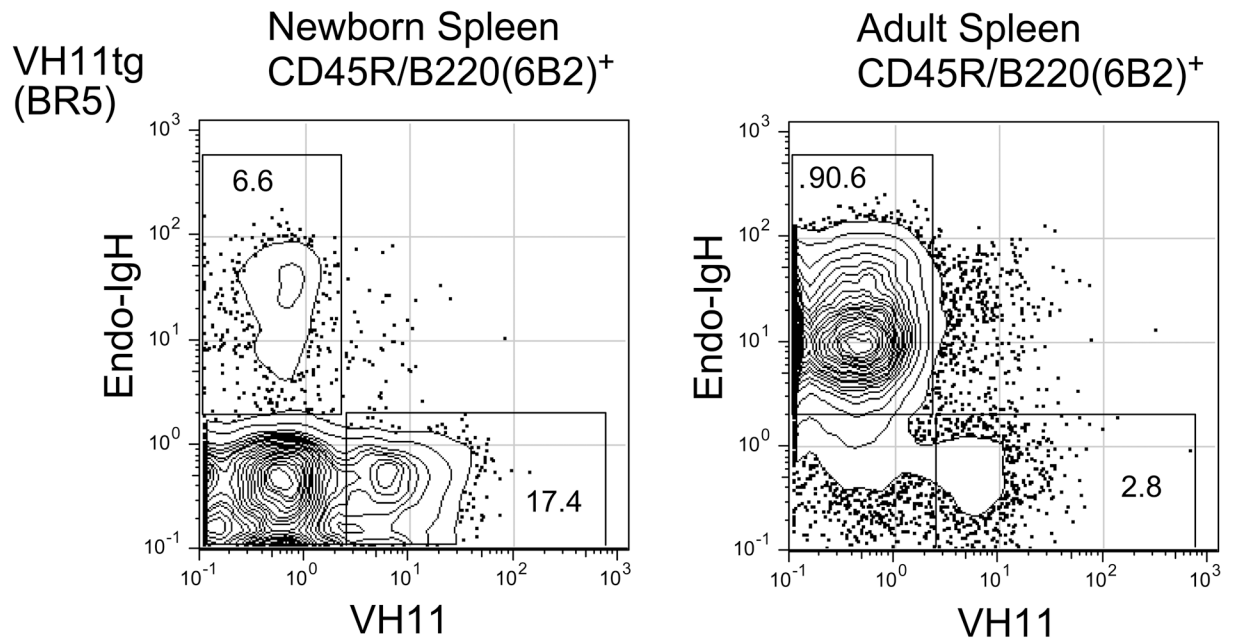 VH11tg
(BR5)
Newborn Spleen
CD45R/B220(6B2)⁺
Adult Spleen
CD45R/B220(6B2)⁺
Endo-IgH
10³
10²
10¹
10⁰
10⁻¹
6.6
17.4
10⁻¹ 10⁰ 10¹ 10² 10³
VH11
Endo-IgH
10³
10²
10¹
10⁰
10⁻¹
.90.6
2.8
10⁻¹ 10⁰ 10¹ 10² 10³
VH11